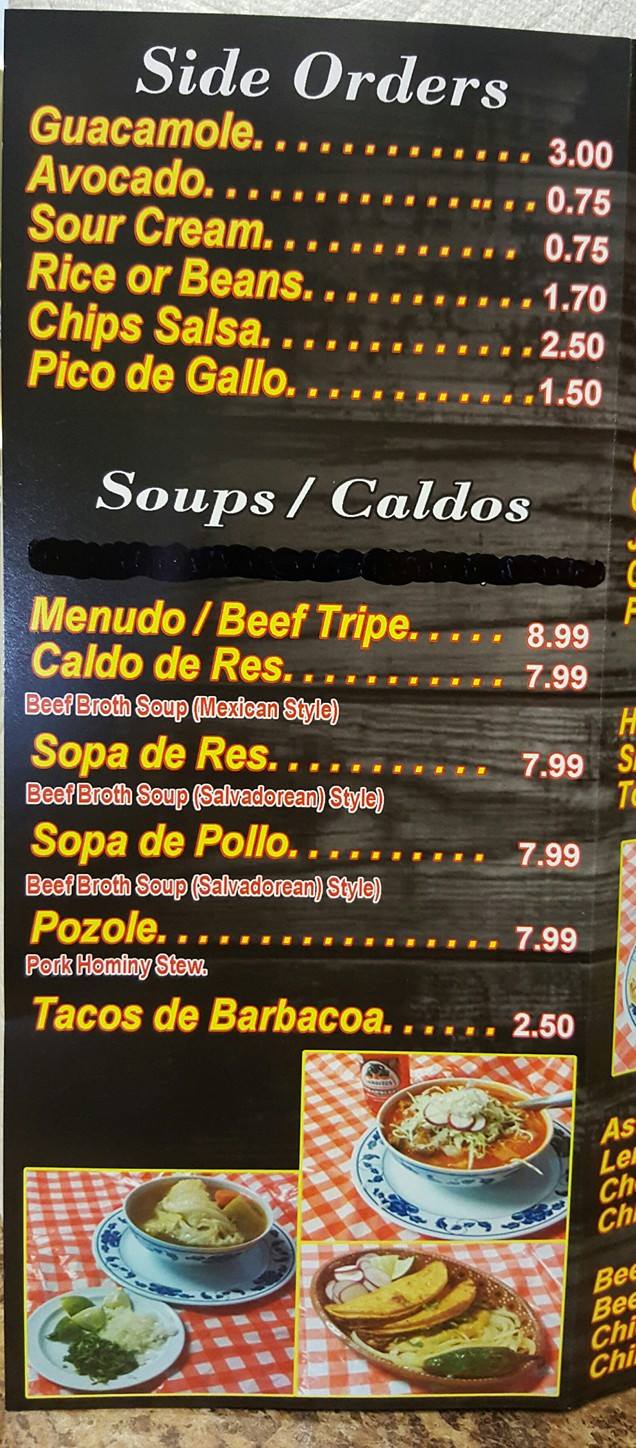 Side Orders
Guacamole. . . . . . . . . . . . . 3.00
Avocado. . . . . . . . . . . . . .. . . 0.75
Sour Cream. . . . . . . . . . . . 0.75
Rice or Beans. . . . . . . . . . . 1.70
Chips Salsa. . . . . . . . . . . . . 2.50
Pico de Gallo. . . . . . . . . . . .1.50
Soups / Caldos
Menudo / Beef Tripe. . . . . 8.99
Caldo de Res. . . . . . . . . . . 7.99
Beef Broth Soup (Mexican Style)
Sopa de Res. . . . . . . . . . . 7.99
Beef Broth Soup (Salvadorean) Style)
Sopa de Pollo. . . . . . . . . . 7.99
Beef Broth Soup (Salvadorean) Style)
Pozole. . . . . . . . . . . . . . . . . 7.99
Pork Hominy Stew.
Tacos de Barbacoa. . . . . . 2.50